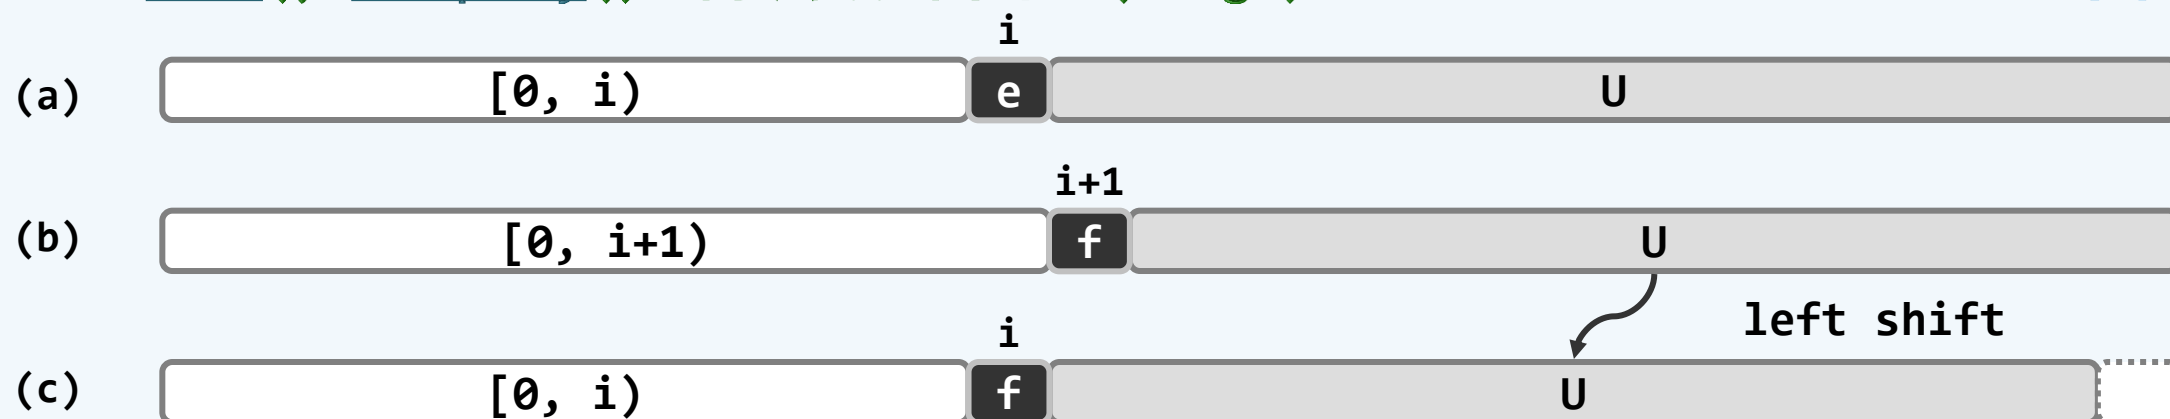 i
(a) [0, i) e U
i+1
(b) [0, i+1) f U
left shift
i
(c) [0, i) f U